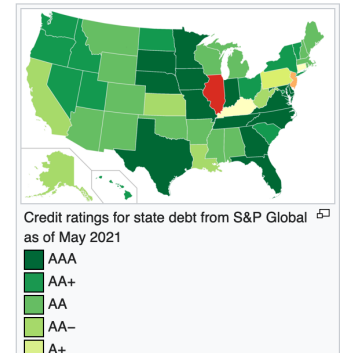 Credit ratings for state debt from S&P Global
as of May 2021
AAA
AA+
AA
AA−
A+